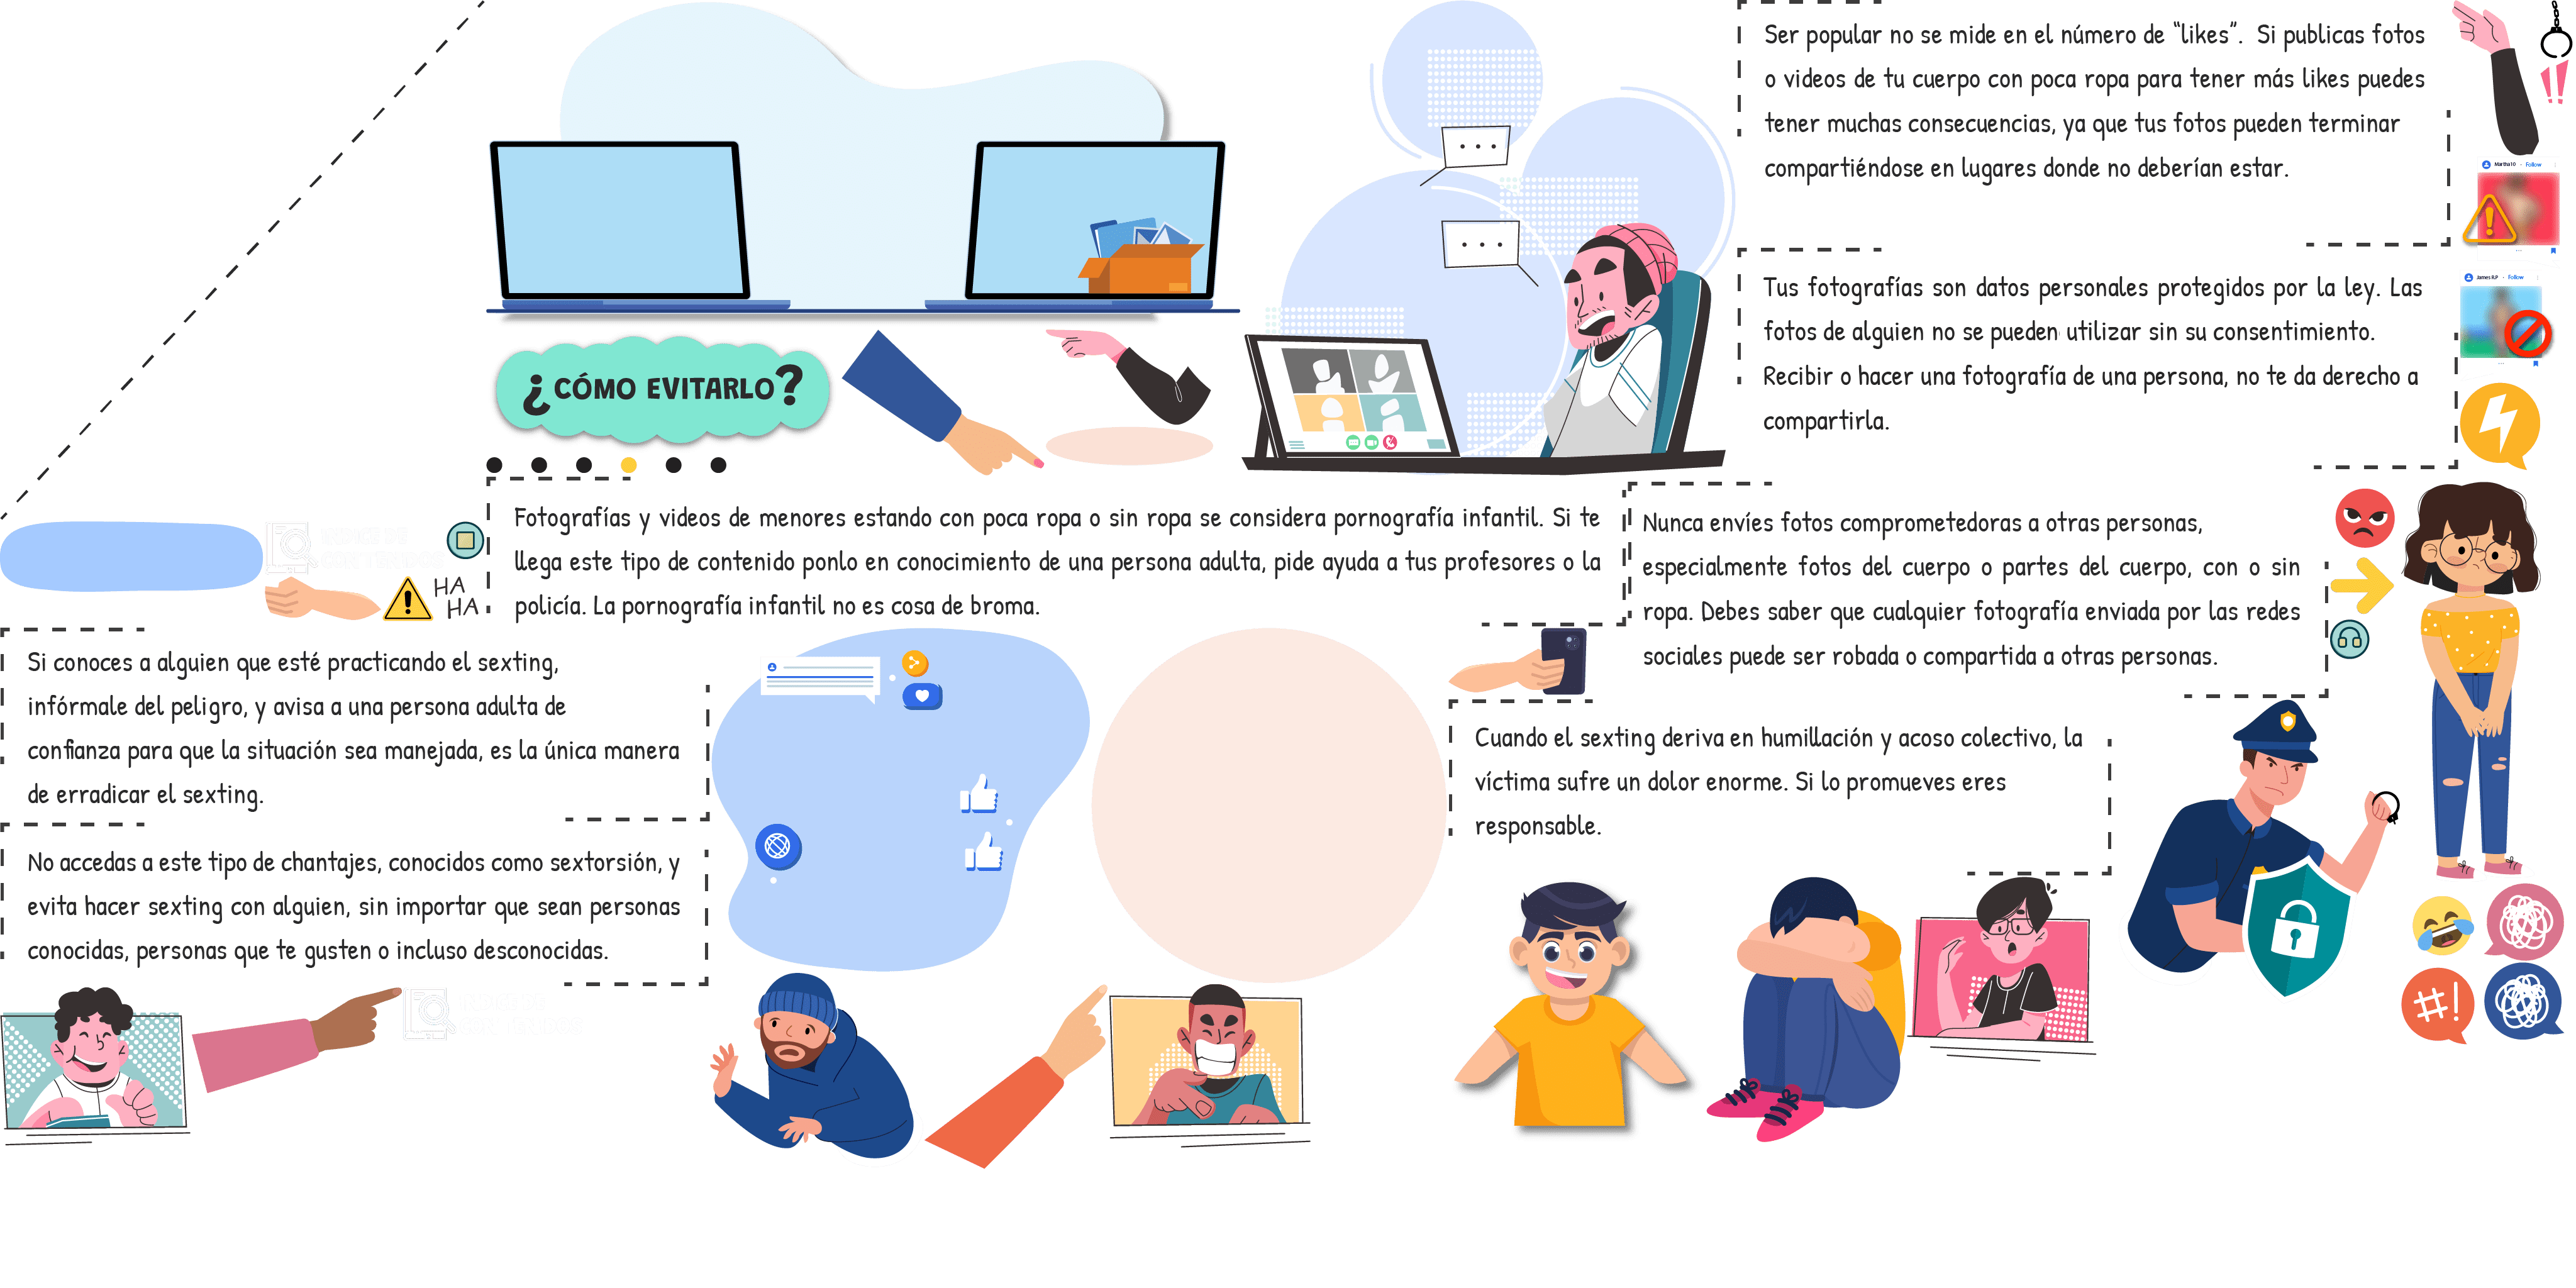 Ser popular no se mide en el número de “likes”. Si publicas fotos
o videos de tu cuerpo con poca ropa para tener más likes puedes
tener muchas consecuencias, ya que tus fotos pueden terminar
compartiéndose en lugares donde no deberían estar.
Martha10 · Follow
Tus fotografías son datos personales protegidos por la ley. Las
fotos de alguien no se pueden utilizar sin su consentimiento.
Recibir o hacer una fotografía de una persona, no te da derecho a
compartirla.
James R.P · Follow
¿CÓMO EVITARLO?
Fotografías y videos de menores estando con poca ropa o sin ropa se considera pornografía infantil. Si te
llega este tipo de contenido ponlo en conocimiento de una persona adulta, pide ayuda a tus profesores o la
policía. La pornografía infantil no es cosa de broma.
HA
HA
Nunca envíes fotos comprometedoras a otras personas,
especialmente fotos del cuerpo o partes del cuerpo, con o sin
ropa. Debes saber que cualquier fotografía enviada por las redes
sociales puede ser robada o compartida a otras personas.
Si conoces a alguien que esté practicando el sexting,
infórmale del peligro, y avisa a una persona adulta de
confianza para que la situación sea manejada, es la única manera
de erradicar el sexting.
Cuando el sexting deriva en humillación y acoso colectivo, la
víctima sufre un dolor enorme. Si lo promueves eres
responsable.
No accedas a este tipo de chantajes, conocidos como sextorsión, y
evita hacer sexting con alguien, sin importar que sean personas
conocidas, personas que te gusten o incluso desconocidas.
#!